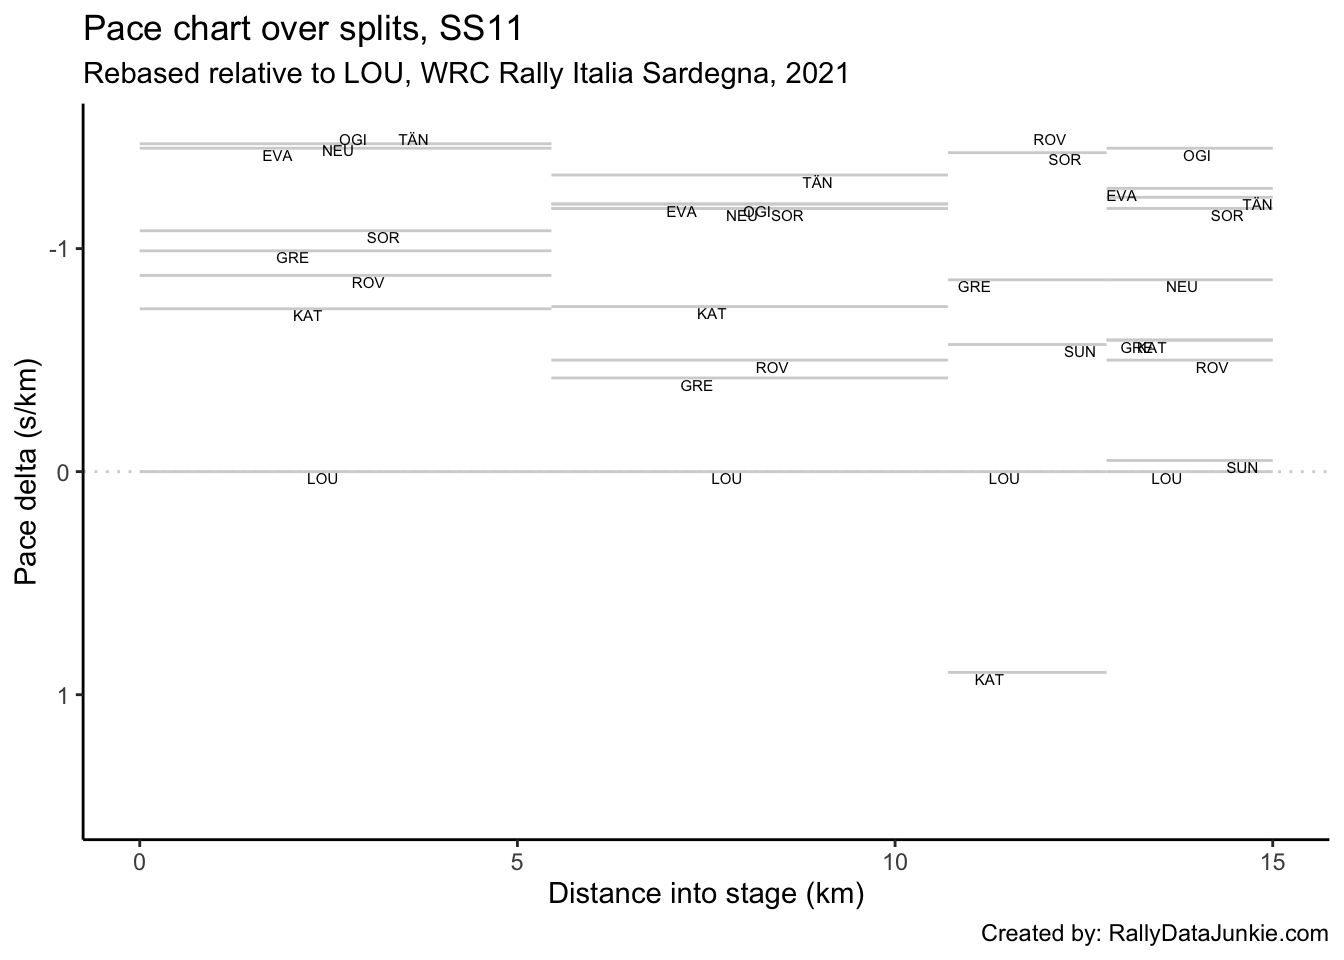 Pace chart over splits, SS11
Rebased relative to LOU, WRC Rally Italia Sardegna, 2021
OGI TÄN
EVA NEU
SOR
GRE
ROV
KAT
LOU
TÄN
EVA NEU OGI SOR
KAT
ROV
GRE
LOU
ROV
SOR
GRE
SUN
LOU
KAT
OGI
EVA TÄN
SOR
NEU
GRE KAT
ROV
SUN
LOU
-1
0
1
Pace delta (s/km)
0 5 10 15
Distance into stage (km)
Created by: RallyDataJunkie.com